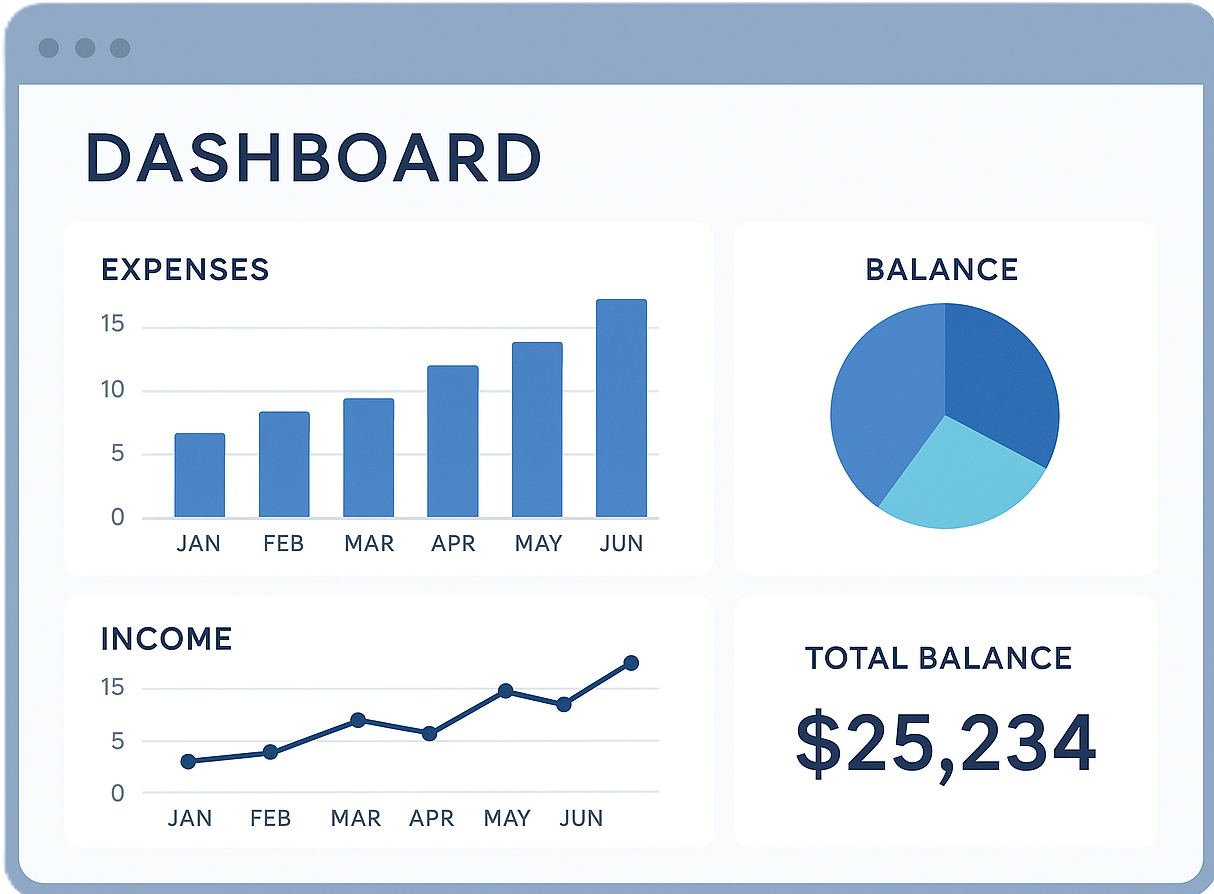 DASHBOARD
EXPENSES
15
10
5
0
JAN FEB MAR APR MAY JUN
BALANCE
INCOME
15
5
0
JAN FEB MAR APR MAY JUN
TOTAL BALANCE
$25,234